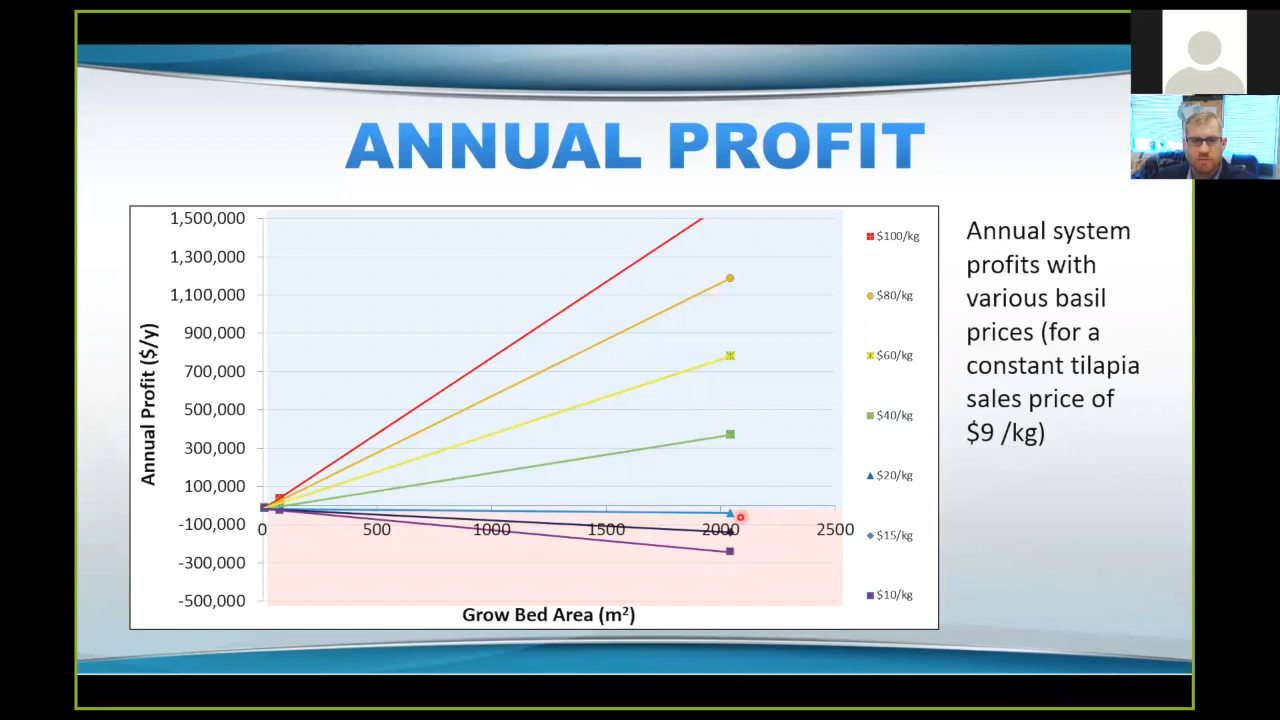 ANNUAL PROFIT
1,500,000
1,300,000
1,100,000
900,000
700,000
500,000
300,000
100,000
-100,000
-300,000
-500,000
Annual Profit ($/y)
0 500 1000 1500 2000 2500
Grow Bed Area (m²)
$100/kg
$80/kg
$60/kg
$40/kg
$20/kg
$15/kg
$10/kg
Annual system
profits with
various basil
prices (for a
constant tilapia
sales price of
$9 /kg)